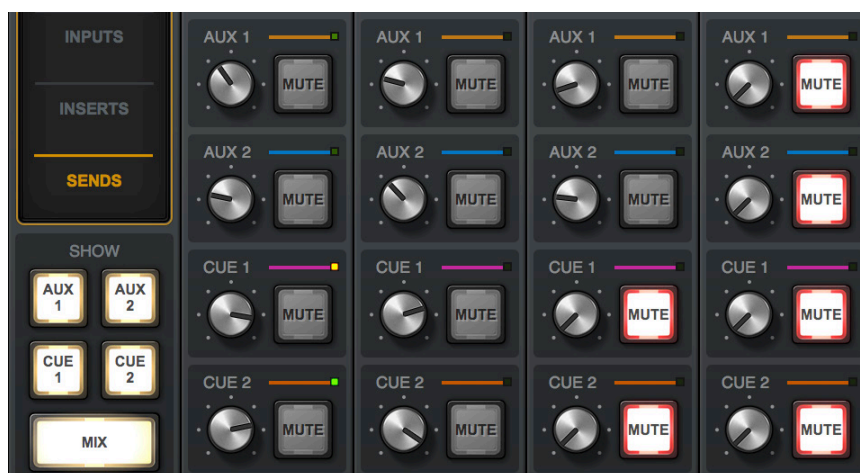 INPUTS
INSERTS
SENDS
SHOW
AUX
1
AUX
2
CUE
1
CUE
2
MIX
AUX 1
MUTE
AUX 2
MUTE
CUE 1
MUTE
CUE 2
MUTE
AUX 1
MUTE
AUX 2
MUTE
CUE 1
MUTE
CUE 2
MUTE
AUX 1
MUTE
AUX 2
MUTE
CUE 1
MUTE
CUE 2
MUTE
AUX 1
MUTE
AUX 2
MUTE
CUE 1
MUTE
CUE 2
MUTE